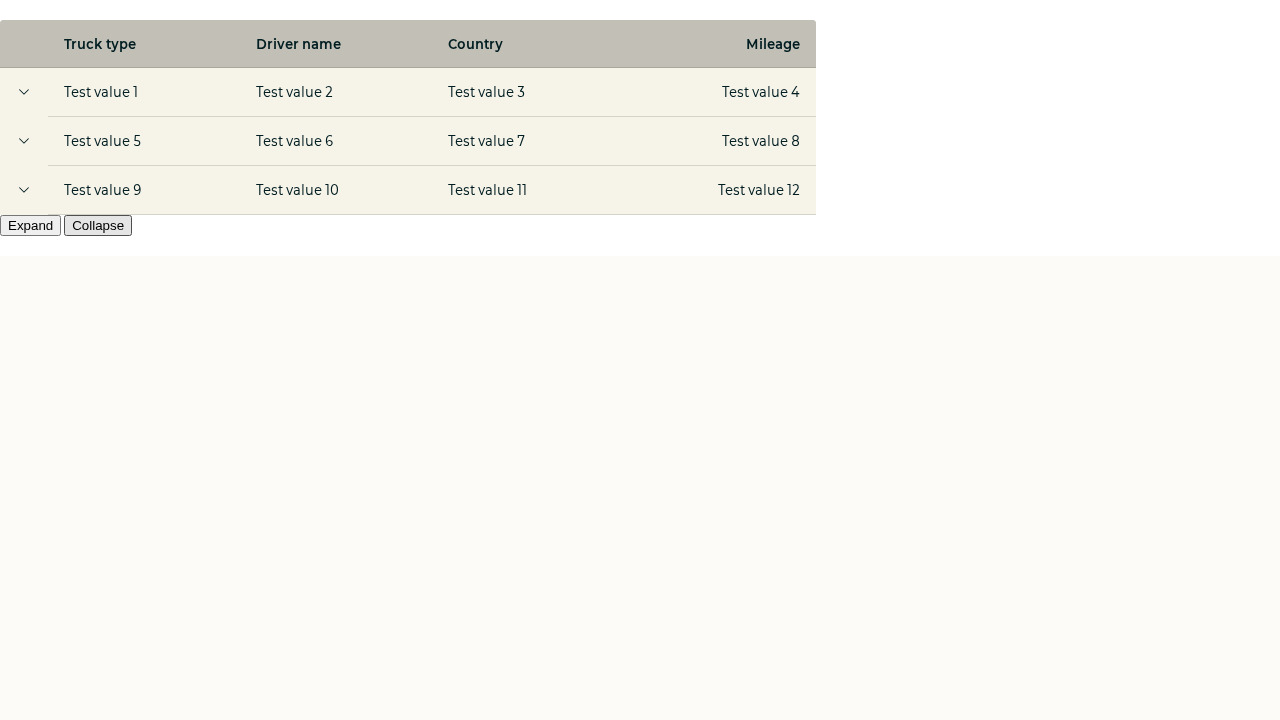 Truck type Driver name Country Mileage
Test value 1 Test value 2 Test value 3 Test value 4
Test value 5 Test value 6 Test value 7 Test value 8
Test value 9 Test value 10 Test value 11 Test value 12
Expand Collapse